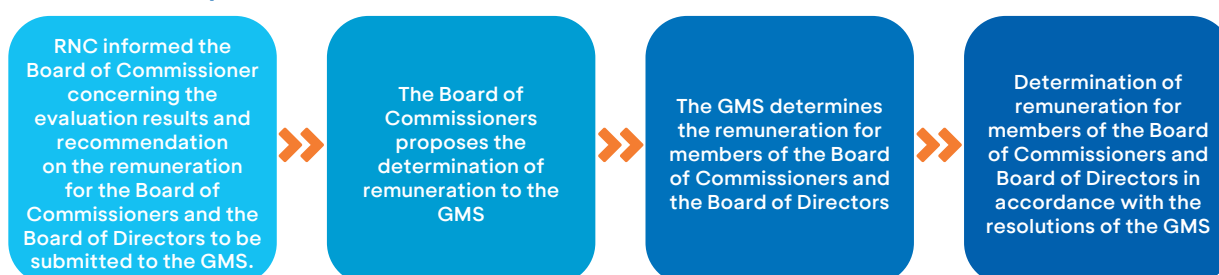 RNC informed the
Board of Commissioner
concerning the
evaluation results and
recommendation
on the remuneration
for the Board of
Commissioners and the
Board of Directors to be
submitted to the GMS.
The Board of
Commissioners
proposes the
determination of
remuneration to the
GMS
The GMS determines
the remuneration for
members of the Board
of Commissioners and
the Board of Directors
Determination of
remuneration for
members of the Board
of Commissioners and
Board of Directors in
accordance with the
resolutions of the GMS